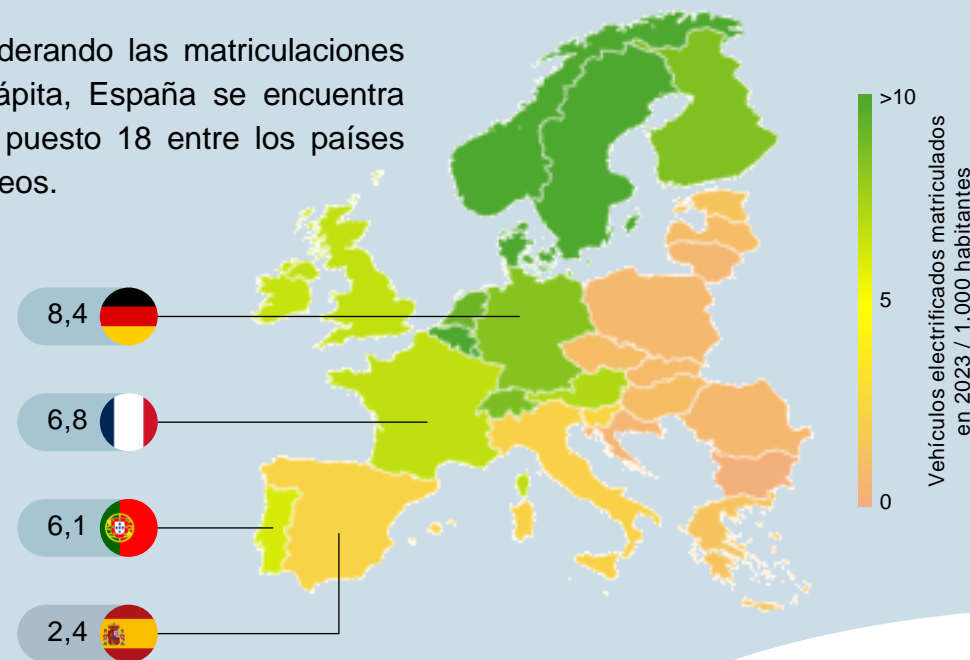 derando las matriculaciones
ápita, España se encuentra
puesto 18 entre los países
eos.
8,4
6,8
6,1
2,4
>10
5
0
Vehículos electrificados matriculados
en 2023 / 1.000 habitantes